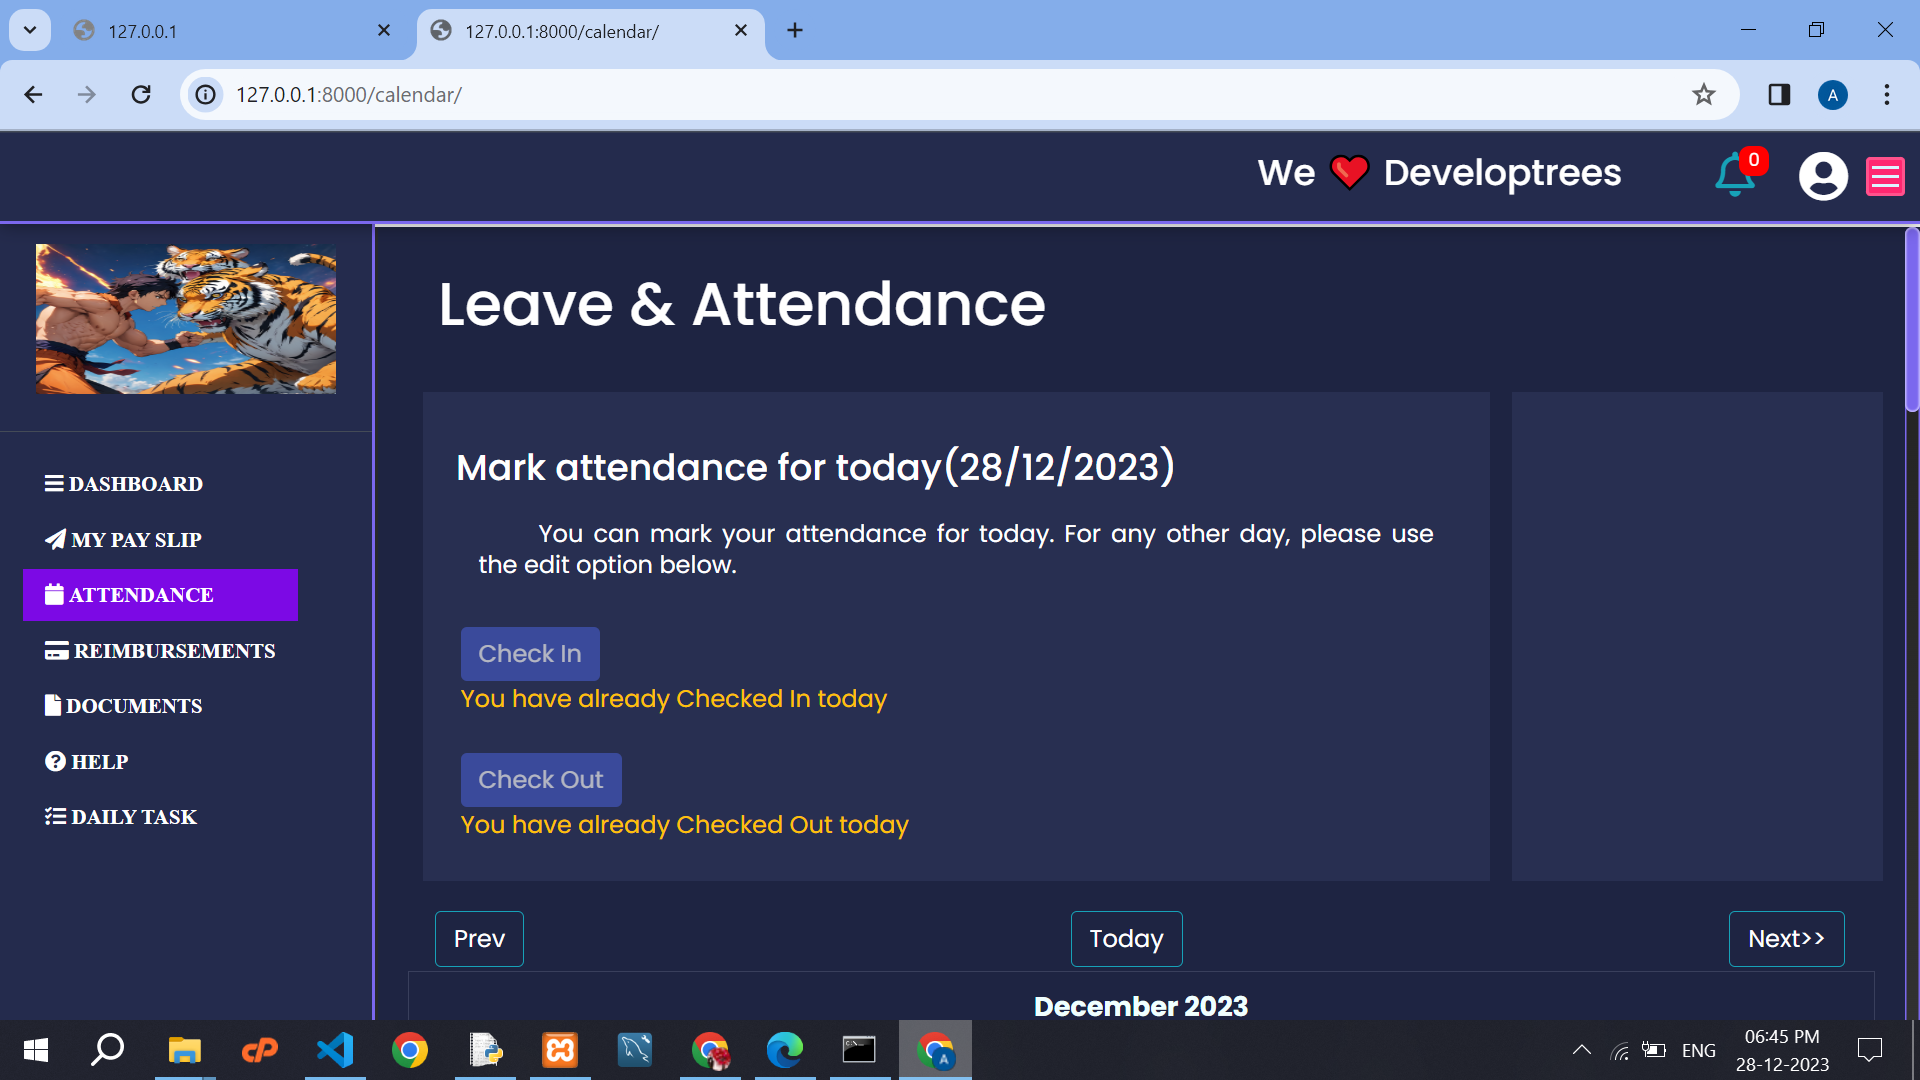 127.0.0.1
127.0.0.1:8000/calendar/
127.0.0.1:8000/calendar/
A
We ❤ Developtrees
0
Leave & Attendance
Mark attendance for today(28/12/2023)
You can mark your attendance for today. For any other day, please use
the edit option below.
Check In
You have already Checked In today
Check Out
You have already Checked Out today
DASHBOARD
MY PAY SLIP
ATTENDANCE
REIMBURSEMENTS
DOCUMENTS
HELP
DAILY TASK
Prev
Today
Next>>
December 2023
cP
A
ENG
06:45 PM
28-12-2023